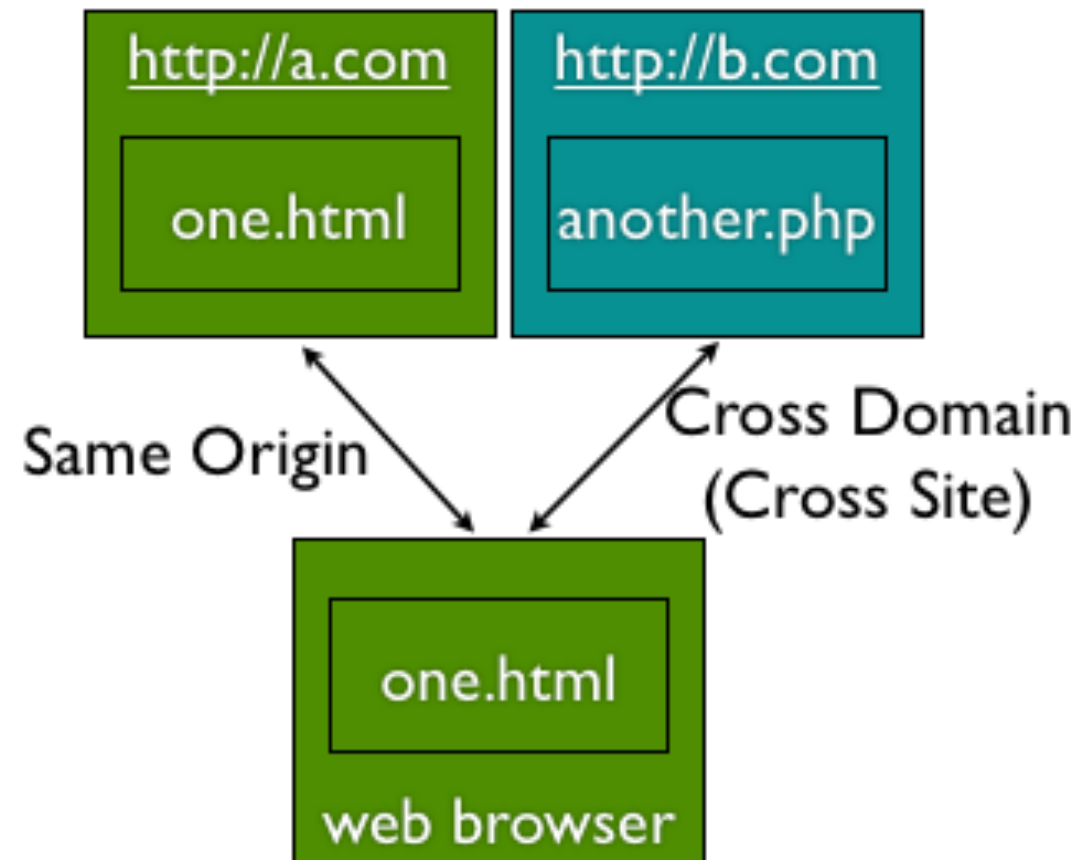 http://a.com
http://b.com
one.html
another.php
Same Origin
Cross Domain
(Cross Site)
one.html
web browser